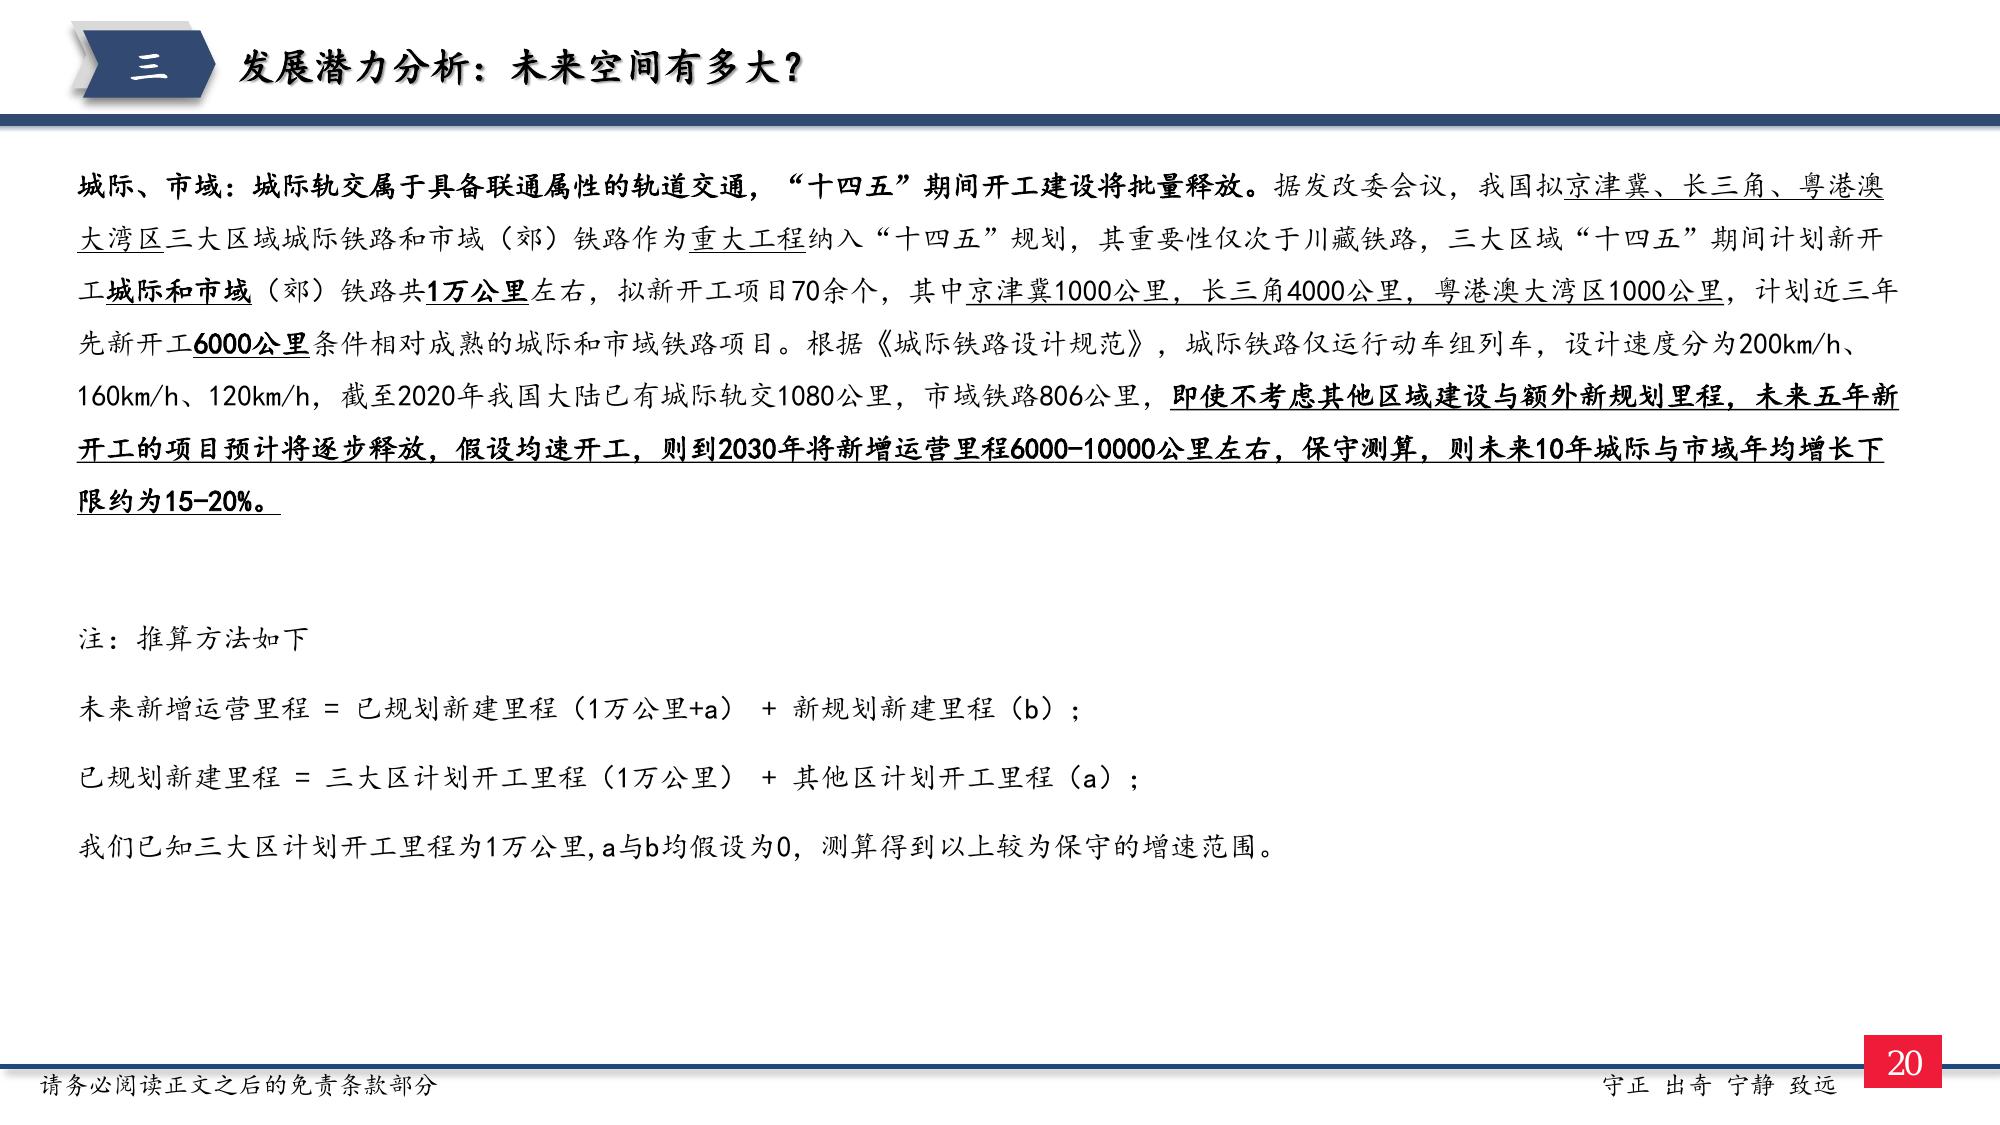 三
发展潜力分析：未来空间有多大？
城际、市域：城际轨交属于具备联通属性的轨道交通，“十四五”期间开工建设将批量释放。据发改委会议，我国拟京津冀、长三角、粤港澳
大湾区三大区域城际铁路和市域（郊）铁路作为重大工程纳入“十四五”规划，其重要性仅次于川藏铁路，三大区域“十四五”期间计划新开
工城际和市域（郊）铁路共1万公里左右，拟新开工项目70余个，其中京津冀1000公里，长三角4000公里，粤港澳大湾区1000公里，计划近三年
先新开工6000公里条件相对成熟的城际和市域铁路项目。根据《城际铁路设计规范》，城际铁路仅运行动车组列车，设计速度分为200km/h、
160km/h、120km/h，截至2020年我国大陆已有城际轨交1080公里，市域铁路806公里，即使不考虑其他区域建设与额外新规划里程，未来五年新
开工的项目预计将逐步释放，假设均速开工，则到2030年将新增运营里程6000-10000公里左右，保守测算，则未来10年城际与市域年均增长下
限约为15-20%。
注：推算方法如下
未来新增运营里程 = 已规划新建里程（1万公里+a） + 新规划新建里程（b）；
已规划新建里程 = 三大区计划开工里程（1万公里） + 其他区计划开工里程（a）；
我们已知三大区计划开工里程为1万公里,a与b均假设为0，测算得到以上较为保守的增速范围。
请务必阅读正文之后的免责条款部分
守正 出奇 宁静 致远
20